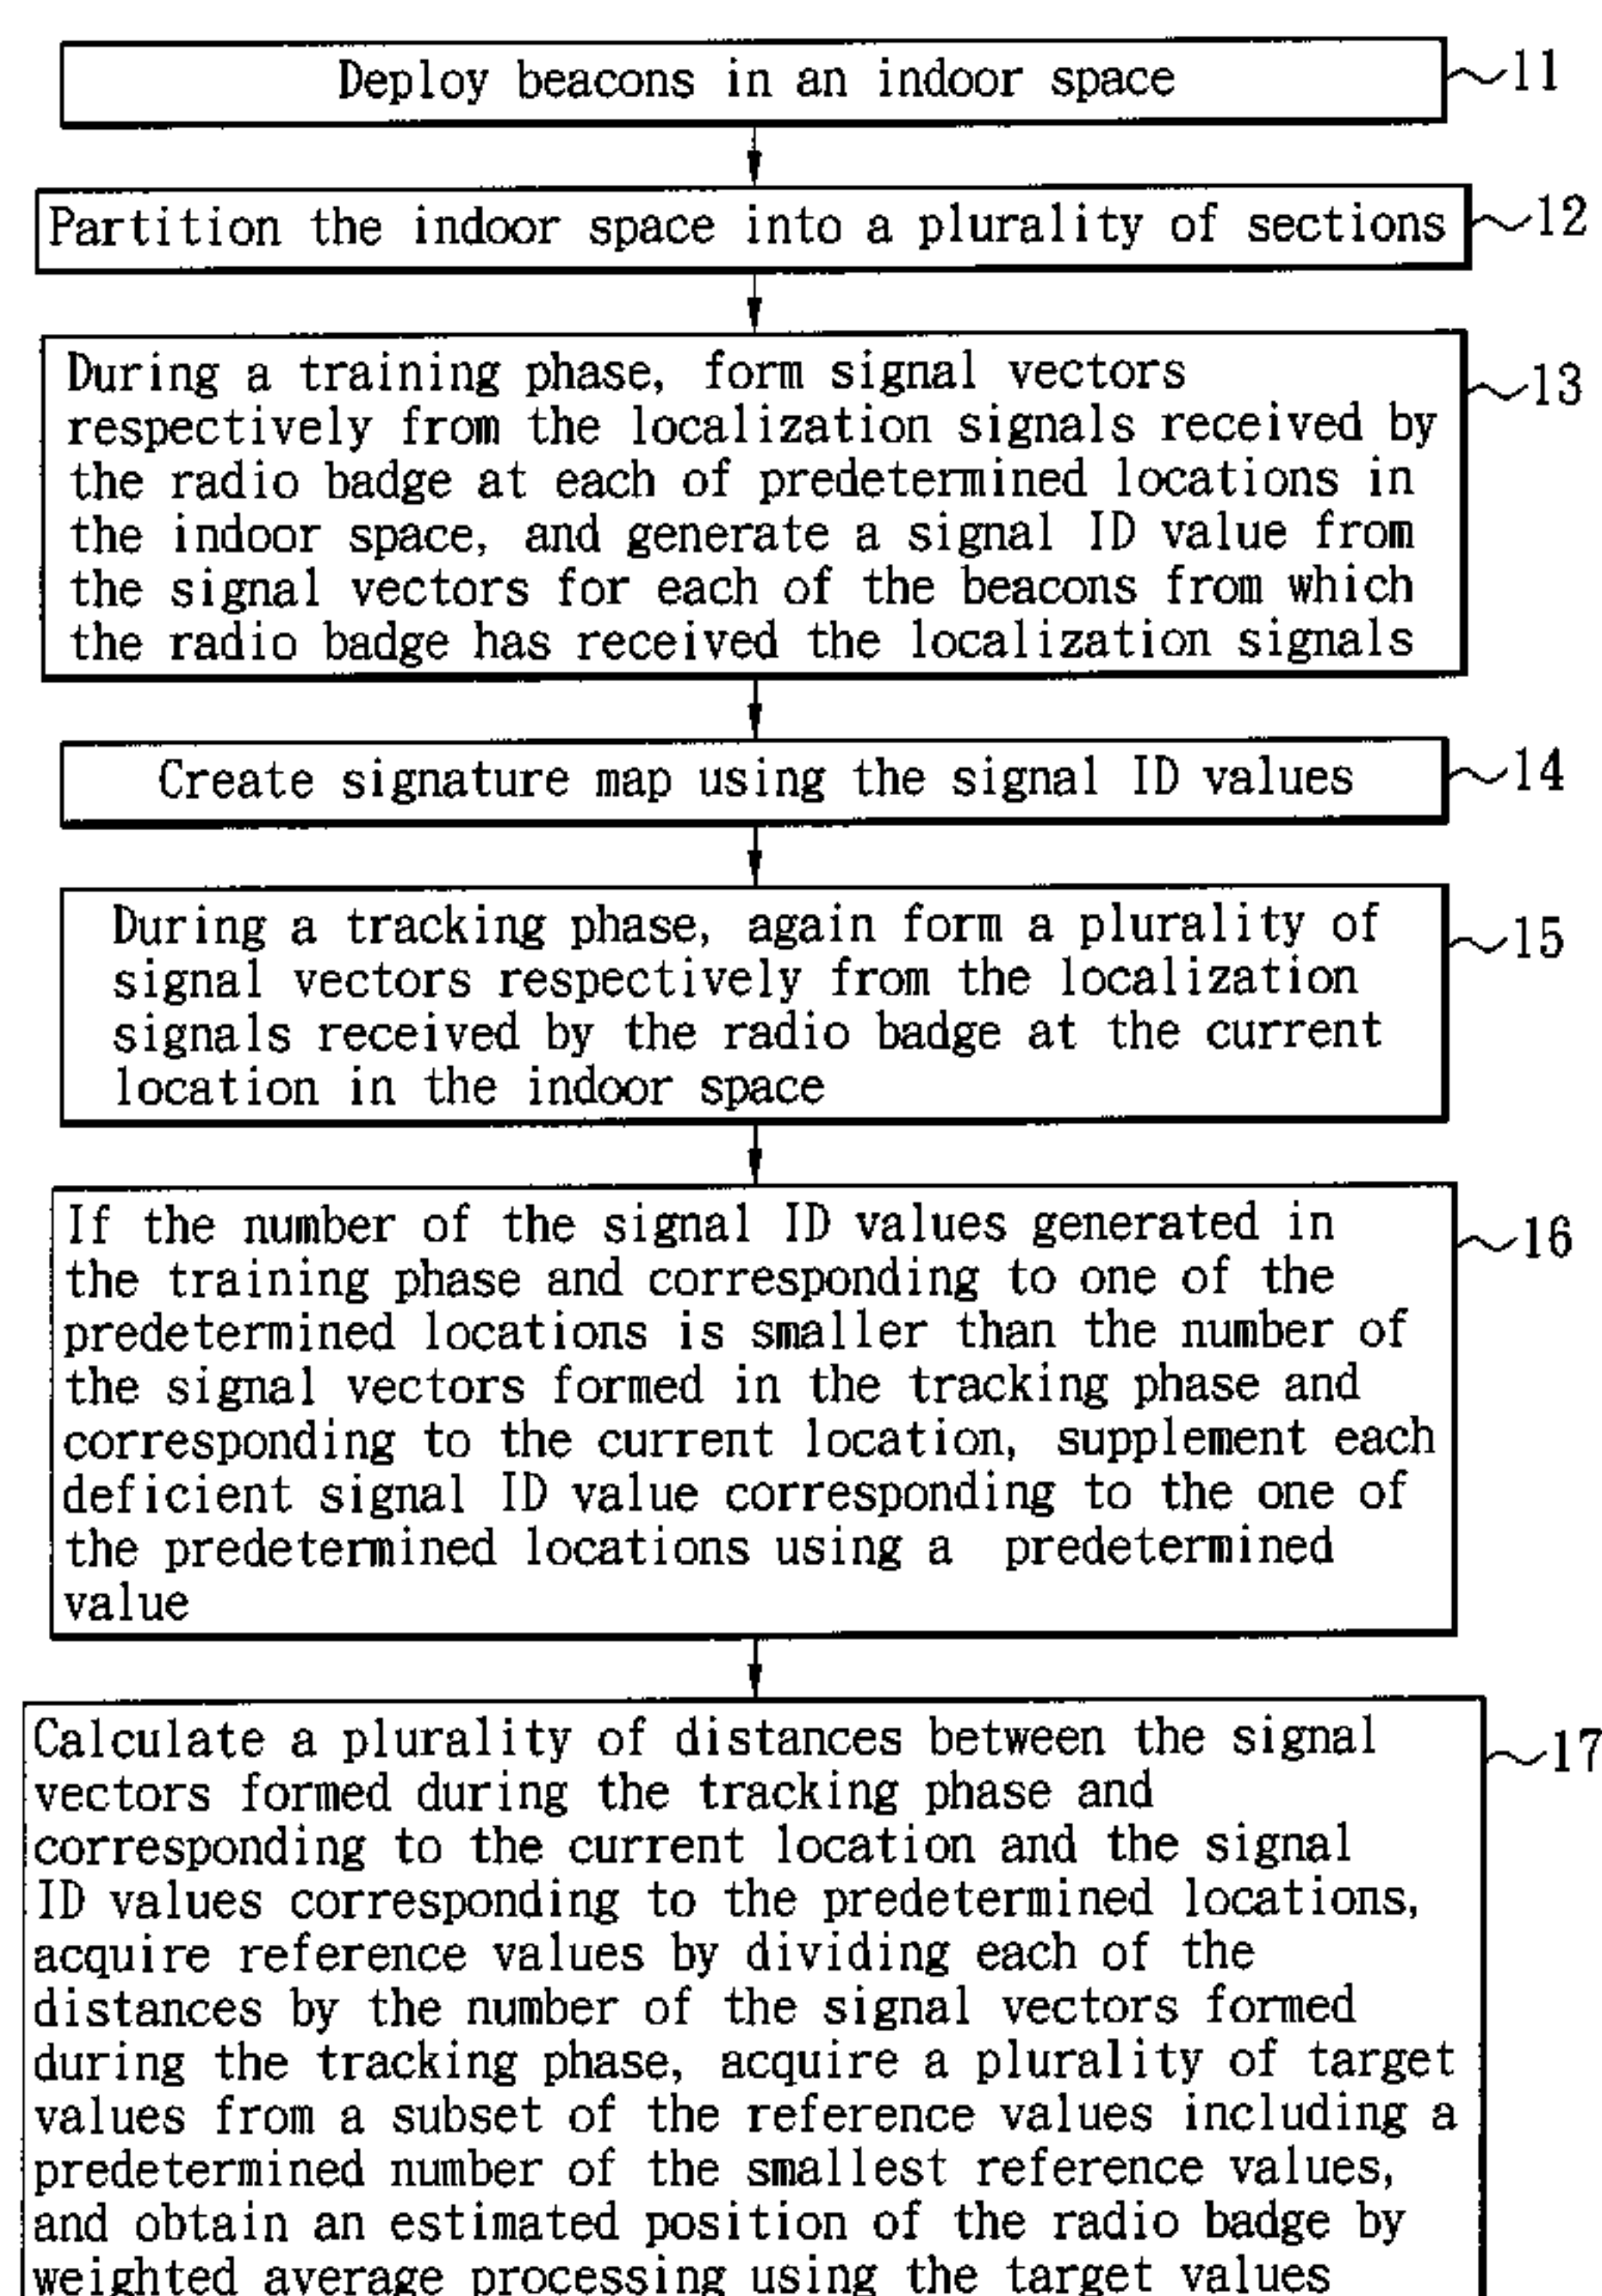 Deploy beacons in an indoor space
11
Partition the indoor space into a plurality of sections
12
During a training phase, form signal vectors
respectively from the localization signals received by
the radio badge at each of predetermined locations in
the indoor space, and generate a signal ID value from
the signal vectors for each of the beacons from which
the radio badge has received the localization signals
13
Create signature map using the signal ID values
14
During a tracking phase, again form a plurality of
signal vectors respectively from the localization
signals received by the radio badge at the current
location in the indoor space
15
If the number of the signal ID values generated in
the training phase and corresponding to one of the
predetermined locations is smaller than the number of
the signal vectors formed in the tracking phase and
corresponding to the current location, supplement each
deficient signal ID value corresponding to the one of
the predetermined locations using a predetermined
value
16
Calculate a plurality of distances between the signal
vectors formed during the tracking phase and
corresponding to the current location and the signal
ID values corresponding to the predetermined locations,
acquire reference values by dividing each of the
distances by the number of the signal vectors formed
during the tracking phase, acquire a plurality of target
values from a subset of the reference values including a
predetermined number of the smallest reference values,
and obtain an estimated position of the radio badge by
weighted average processing using the target values
17